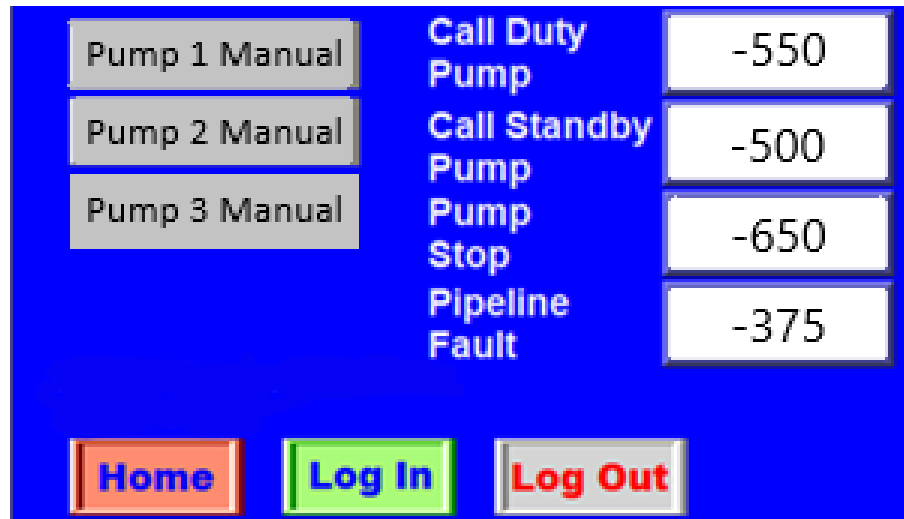 Pump 1 Manual
Pump 2 Manual
Pump 3 Manual
Call Duty
Pump
-550
Call Standby
Pump
-500
Pump
Stop
-650
Pipeline
Fault
-375
Home
Log In
Log Out